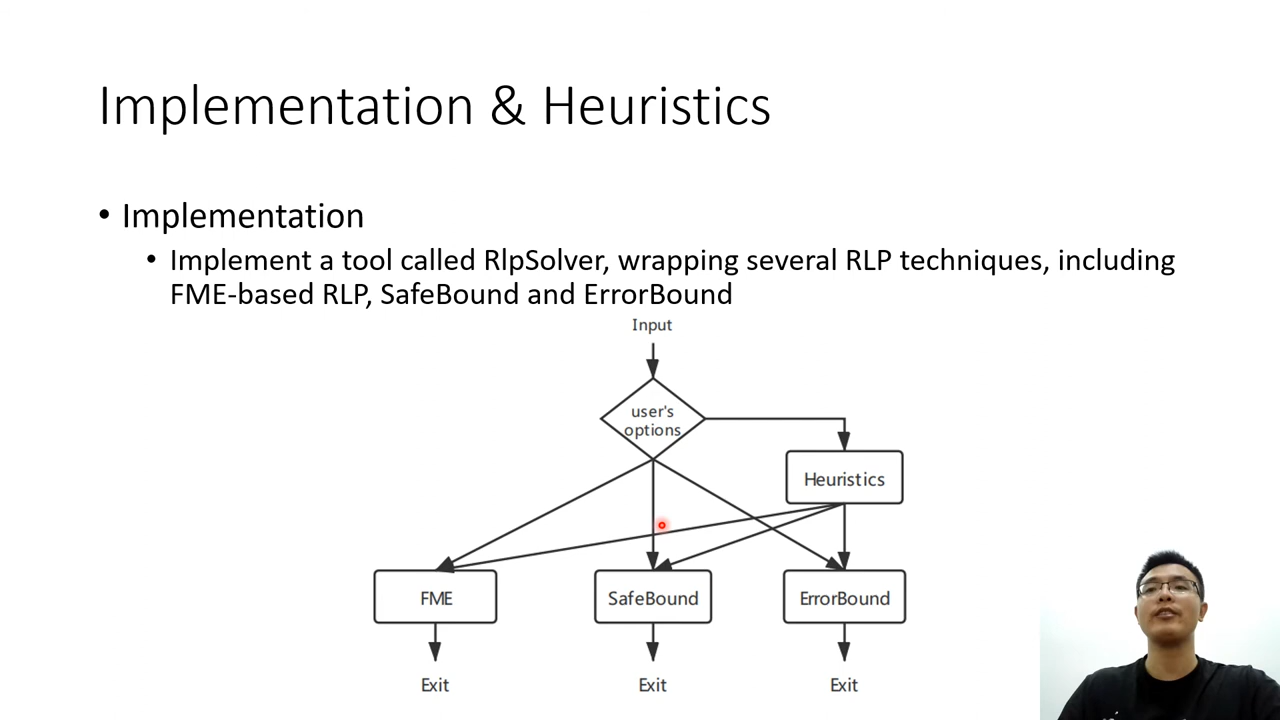 Implementation & Heuristics
• Implementation
• Implement a tool called RlpSolver, wrapping several RLP techniques, including
FME-based RLP, SafeBound and ErrorBound
Input
user's
options
Heuristics
FME
SafeBound
ErrorBound
Exit
Exit
Exit